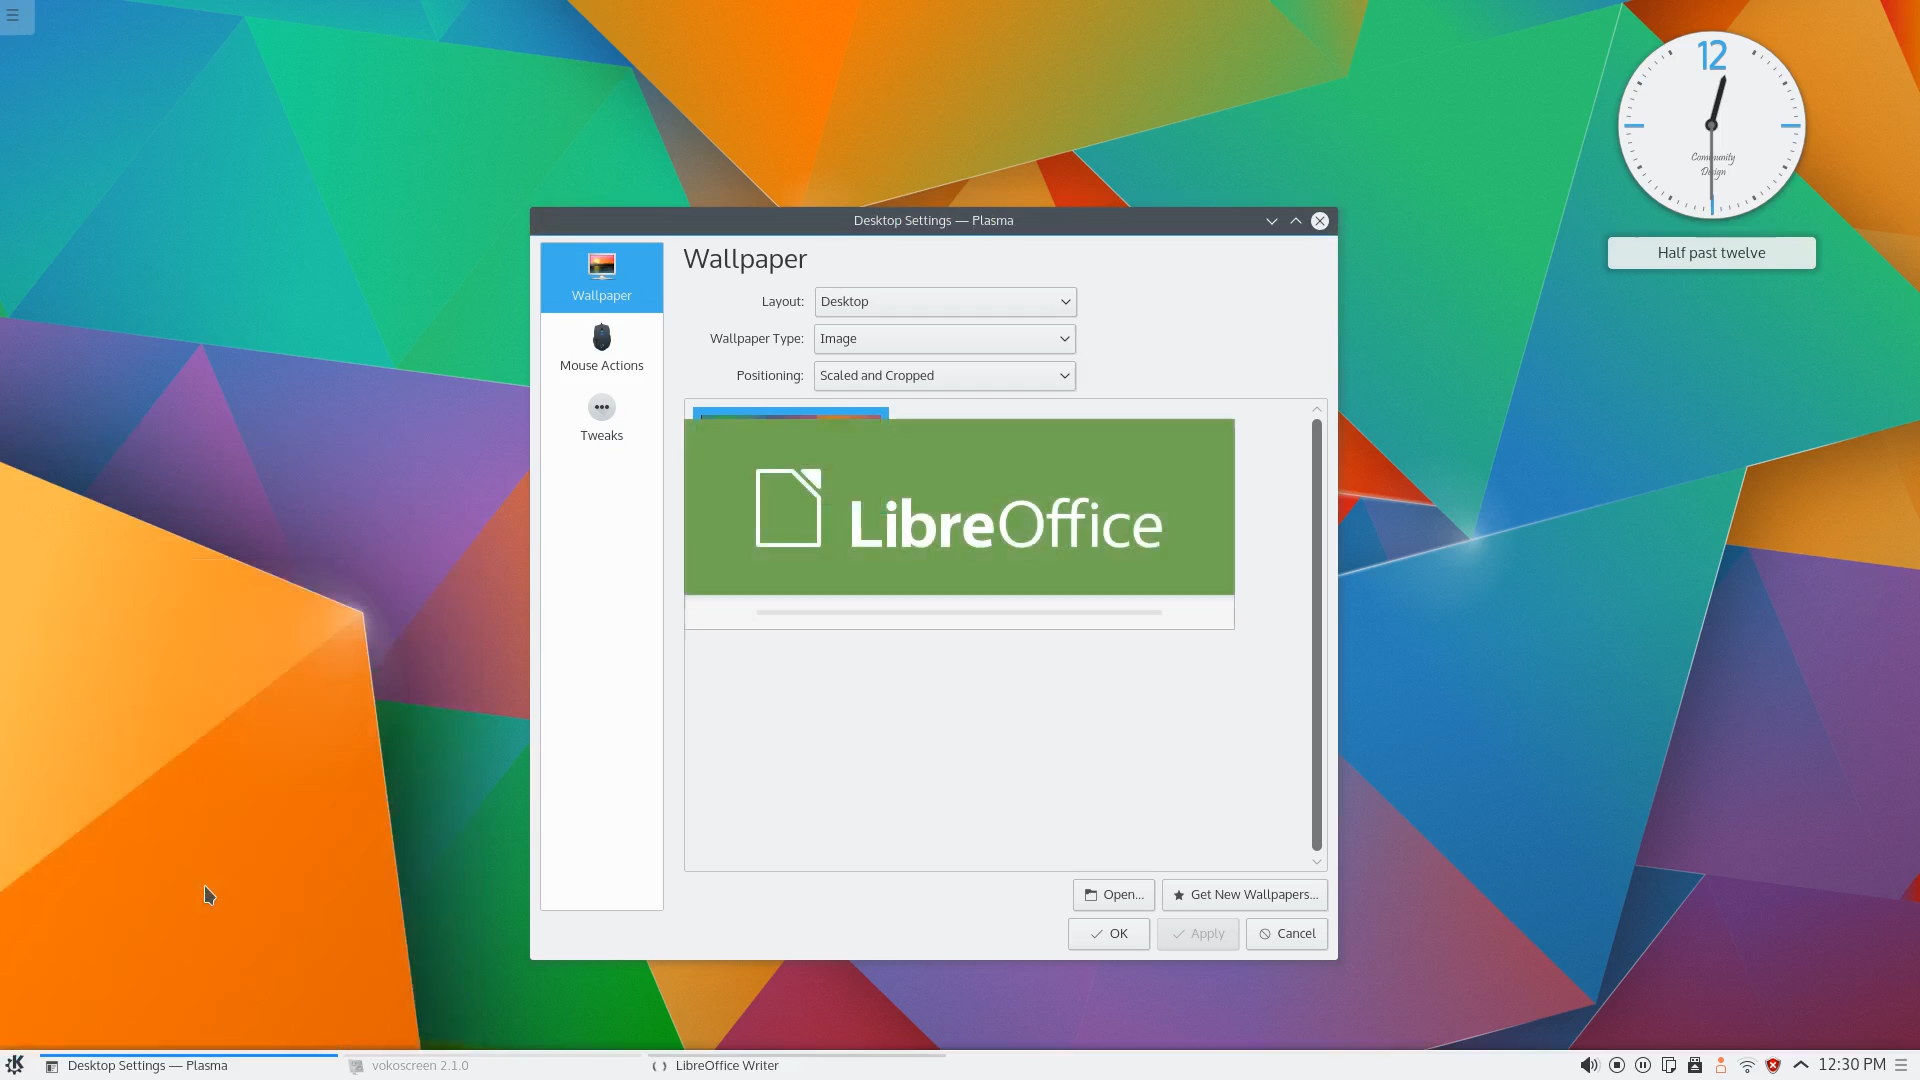 12
Community
Design
Half past twelve
Desktop Settings — Plasma
Wallpaper
Mouse Actions
Tweaks
Wallpaper
Layout: Desktop
Wallpaper Type: Image
Positioning: Scaled and Cropped
LibreOffice
Open...
Get New Wallpapers...
OK
Apply
Cancel
Desktop Settings — Plasma
vokoscreen 2.1.0
LibreOffice Writer
12:30 PM